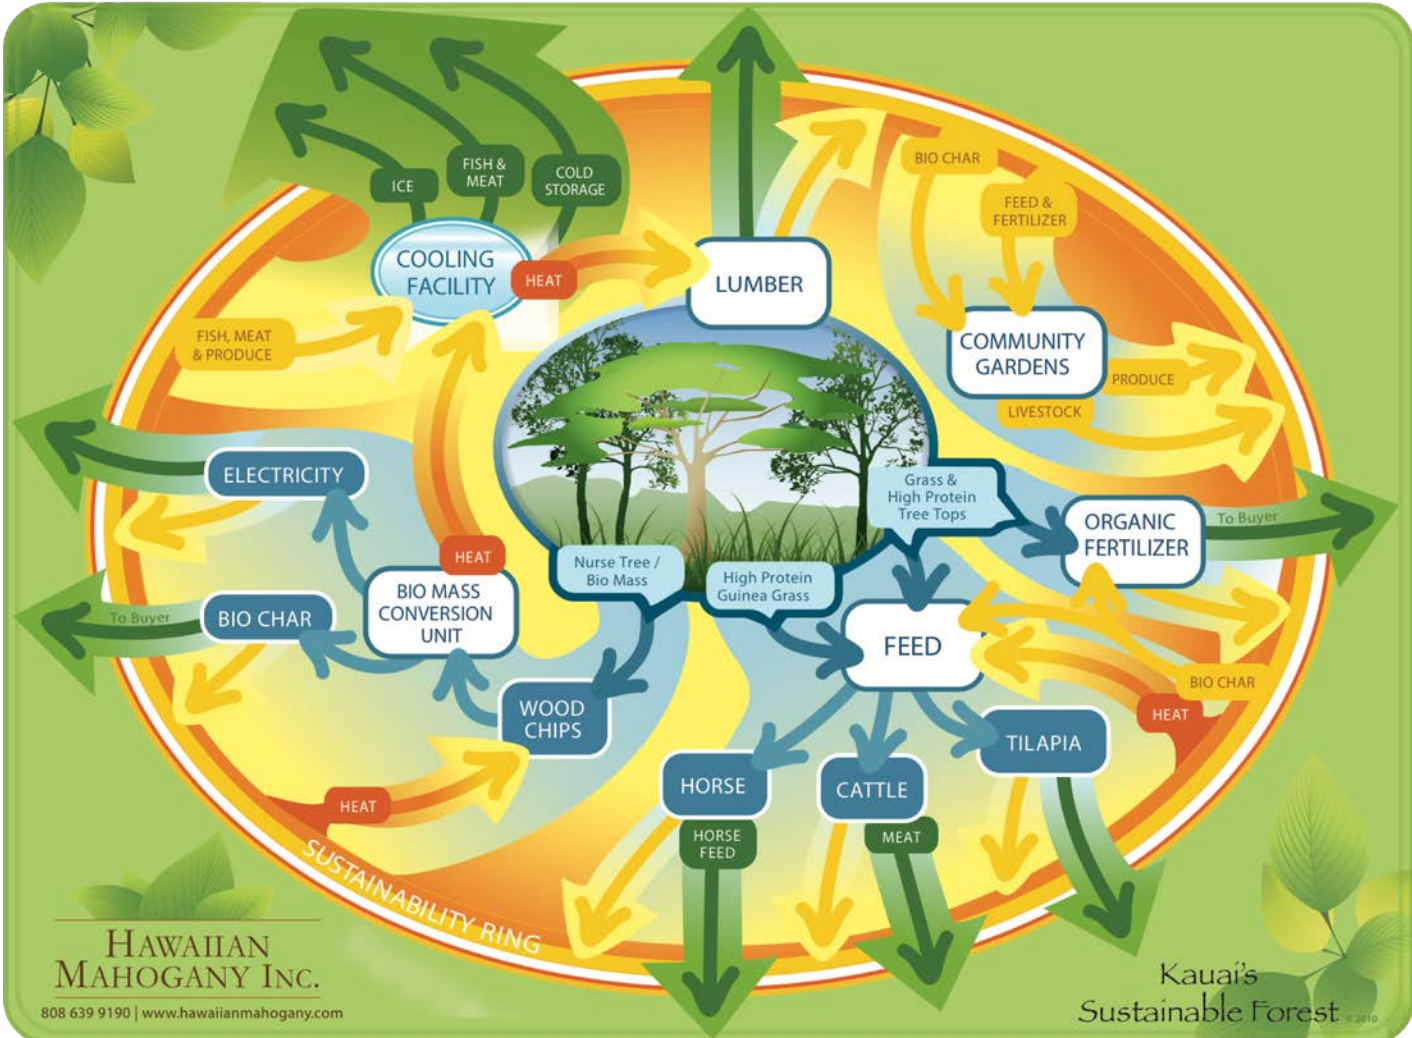 ICE
FISH &
MEAT
COLD
STORAGE
COOLING
FACILITY
HEAT
LUMBER
BIO CHAR
FEED &
FERTILIZER
COMMUNITY
GARDENS
PRODUCE
LIVESTOCK
FISH, MEAT
& PRODUCE
ELECTRICITY
Grass &
High Protein
Tree Tops
ORGANIC
FERTILIZER
To Buyer
HEAT
Nurse Tree /
Bio Mass
High Protein
Guinea Grass
BIO MASS
CONVERSION
UNIT
To Buyer
BIO CHAR
FEED
BIO CHAR
HEAT
WOOD
CHIPS
TILAPIA
HORSE
CATTLE
HEAT
HORSE
FEED
MEAT
SUSTAINABILITY RING
HAWAIIAN
MAHOGANY INC.
808 639 9190 | www.hawaiianmahogany.com
Kauai's
Sustainable Forest © 2010